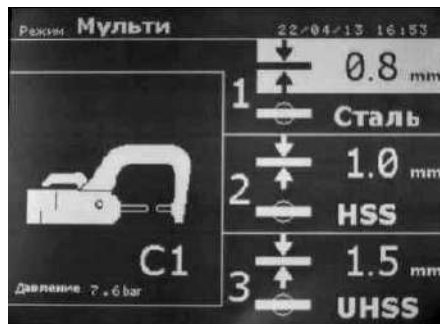 Режим Мульти 22/04/13 16:53
1 0.8 mm
Сталь
2 1.0 mm
HSS
3 1.5 mm
UHSS
C1
Давление 7.6 bar